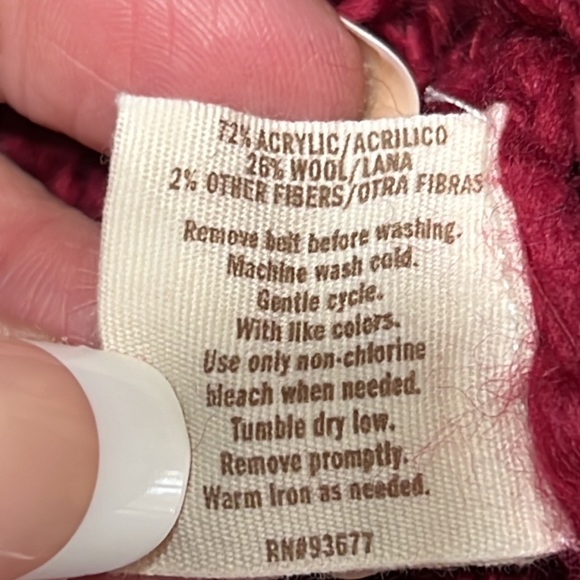 72% ACRYLIC/ACRILICO
26% WOOL/LANA
2% OTHER FIBERS/OTRA FIBRAS
Remove belt before washing.
Machine wash cold.
Gentle cycle.
With like colors.
Use only non-chlorine
bleach when needed.
Tumble dry low.
Remove promptly.
Warm Iron as needed.
RN#93677